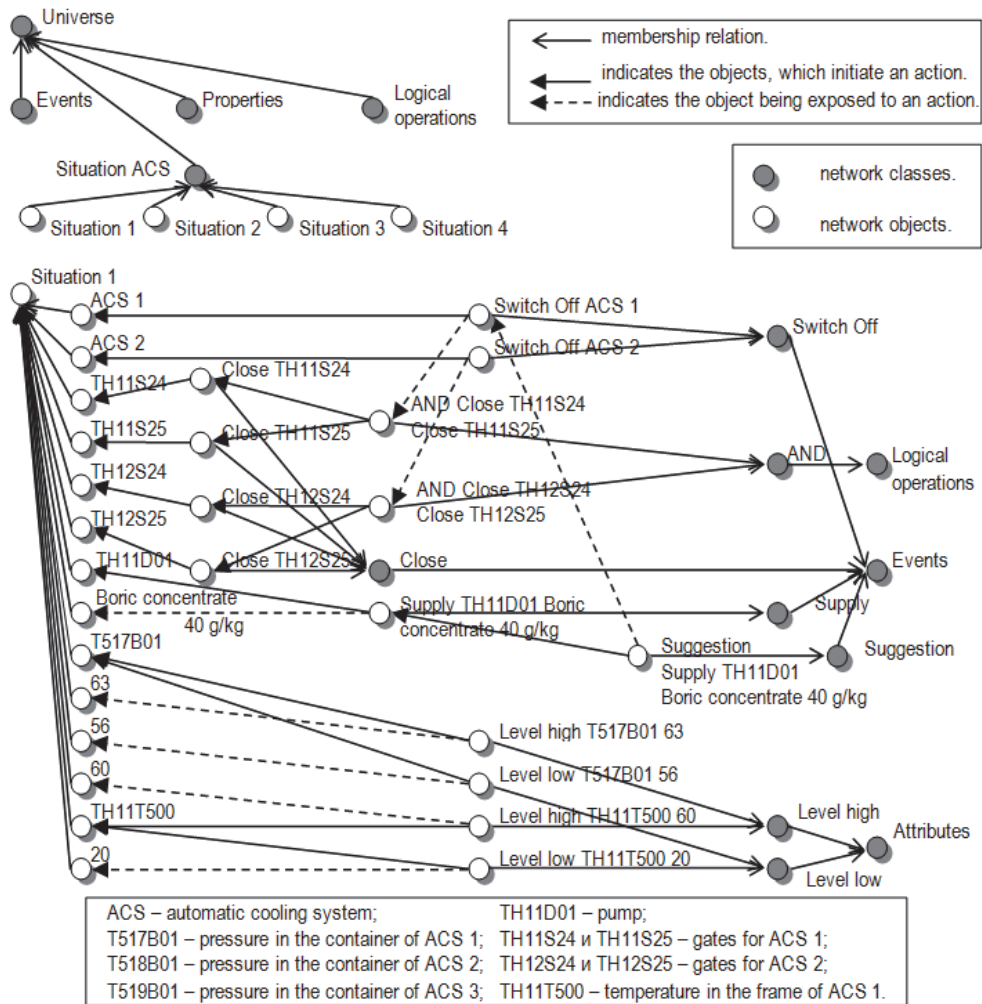 Universe
membership relation.
indicates the objects, which initiate an action.
indicates the object being exposed to an action.
Events
Properties
Logical
operations
Situation ACS
network classes.
network objects.
Situation 1
Situation 2
Situation 3
Situation 4
Situation 1
ACS 1
Switch Off ACS 1
Switch Off
ACS 2
Switch Off ACS 2
TH11S24
Close TH11S24
AND Close TH11S24
Close TH11S25
TH11S25
Close TH11S25
AND
Logical
operations
TH12S24
Close TH12S24
AND Close TH12S24
Close TH12S25
TH12S25
Close TH12S25
Close
Events
TH11D01
Boric concentrate
40 g/kg
Supply TH11D01 Boric
concentrate 40 g/kg
Supply
T517B01
Suggestion
Supply TH11D01
Boric concentrate 40 g/kg
Suggestion
63
Level high T517B01 63
56
Level low T517B01 56
60
Level high TH11T500 60
Level high
TH11T500
Attributes
20
Level low TH11T500 20
Level low
ACS – automatic cooling system;
TH11D01 – pump;
T517B01 – pressure in the container of ACS 1;
TH11S24 и TH11S25 – gates for ACS 1;
T518B01 – pressure in the container of ACS 2;
TH12S24 и TH12S25 – gates for ACS 2;
T519B01 – pressure in the container of ACS 3;
TH11T500 – temperature in the frame of ACS 1.